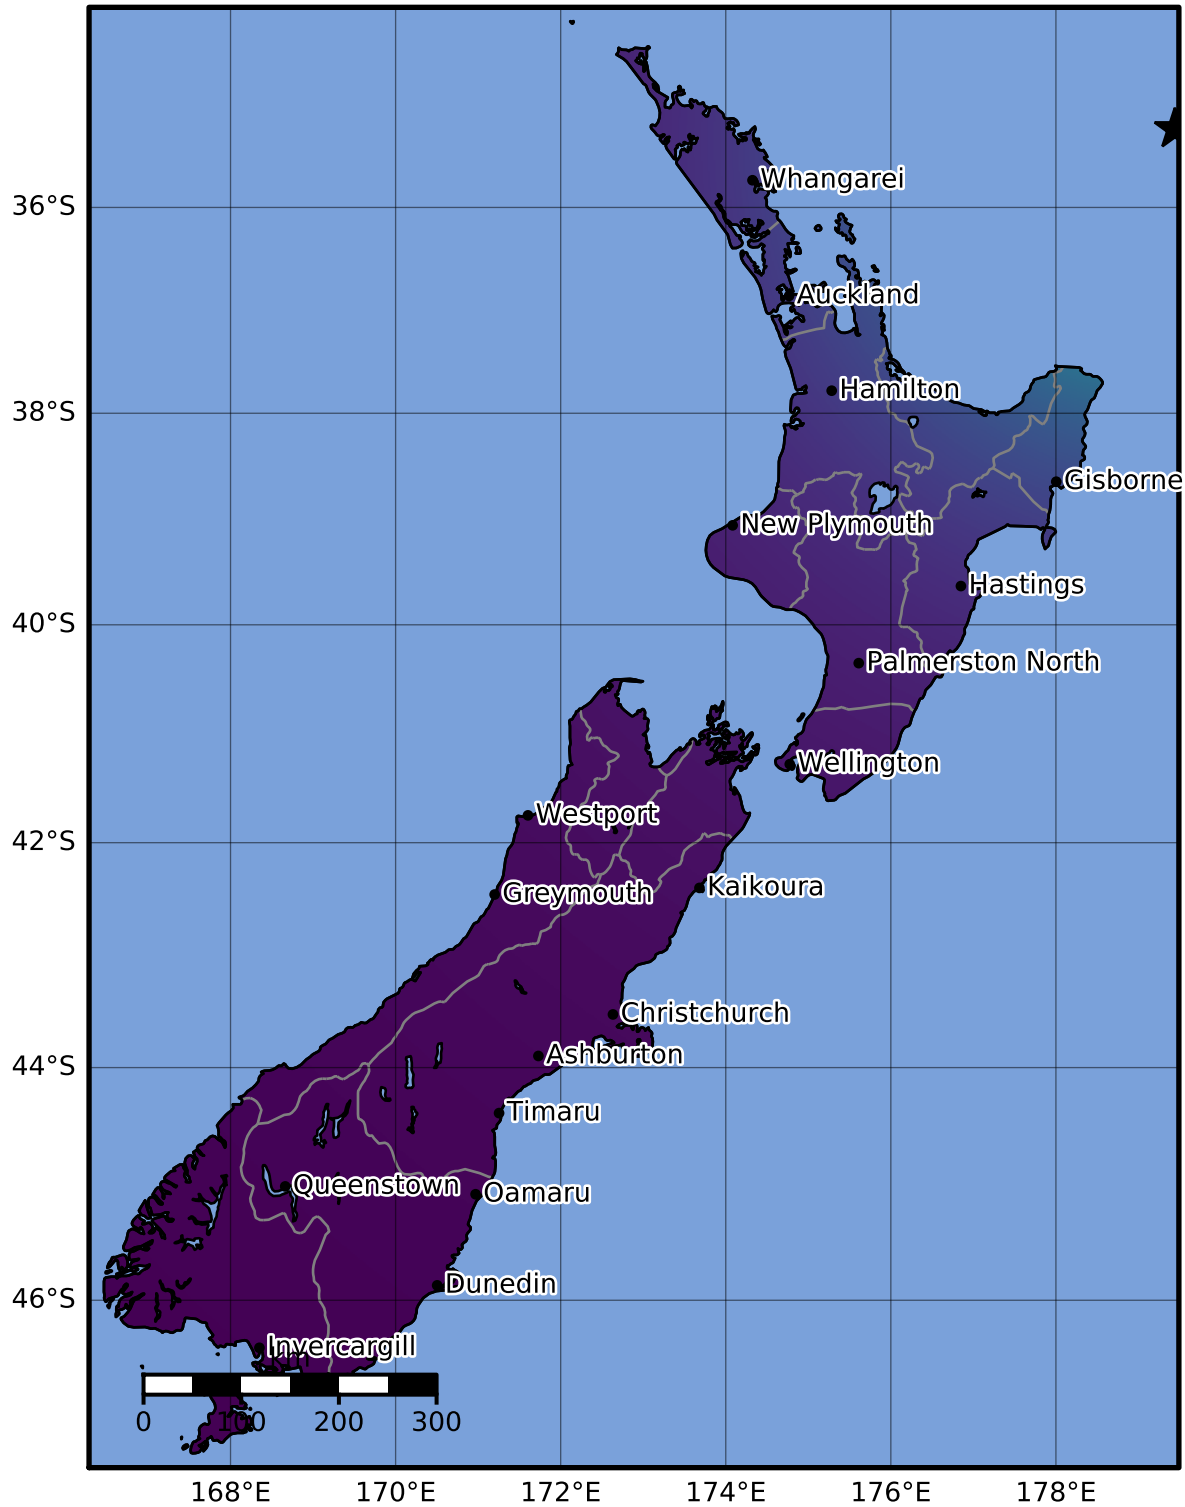 Whangarei
36°S
Auckland
Hamilton
38°S
Gisborne
New Plymouth
Hastings
40°S
Palmerston North
Wellington
Westport
42°S
Kaikoura
Greymouth
Christchurch
Ashburton
44°S
Timaru
Queenstown
Oamaru
Dunedin
46°S
Invercargill
km
0 100 200 300
168°E 170°E 172°E 174°E 176°E 178°E